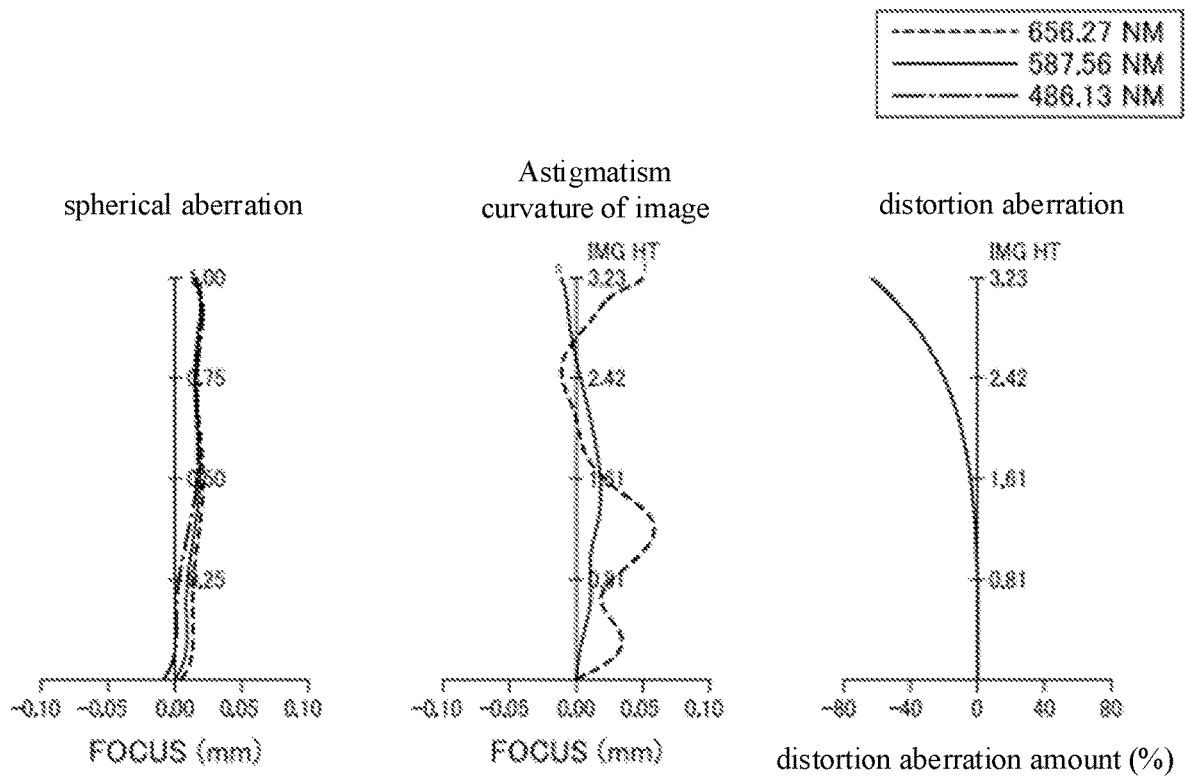 656.27 NM
587.56 NM
486.13 NM
spherical aberration
Astigmatism
curvature of image
distortion aberration
IMG HT
IMG HT
1.00
3.23
3.23
0.75
2.42
2.42
0.50
1.61
1.61
0.25
0.81
0.81
-0.10 -0.05 0.00 0.05 0.10
-0.10 -0.05 0.00 0.05 0.10
-80 -40 0 40 80
FOCUS (mm)
FOCUS (mm)
distortion aberration amount (%)